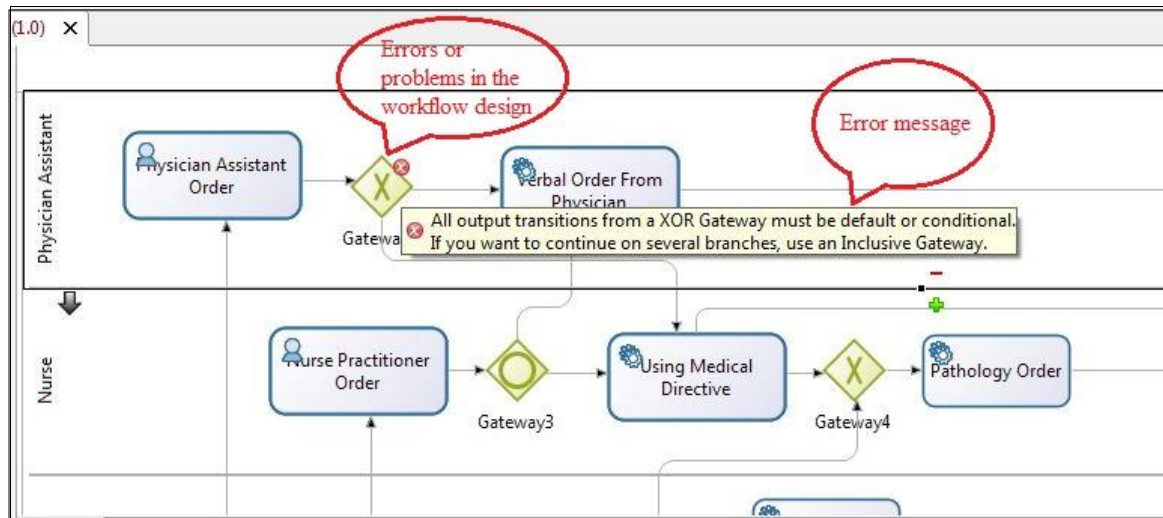 (1.0) X
Errors or
problems in the
workflow design
Error message
Physician Assistant
Physician Assistant
Order
Verbal Order From
Physician
All output transitions from a XOR Gateway must be default or conditional.
If you want to continue on several branches, use an Inclusive Gateway.
Nurse
Nurse Practitioner
Order
Gateway3
Using Medical
Directive
Gateway4
Pathology Order